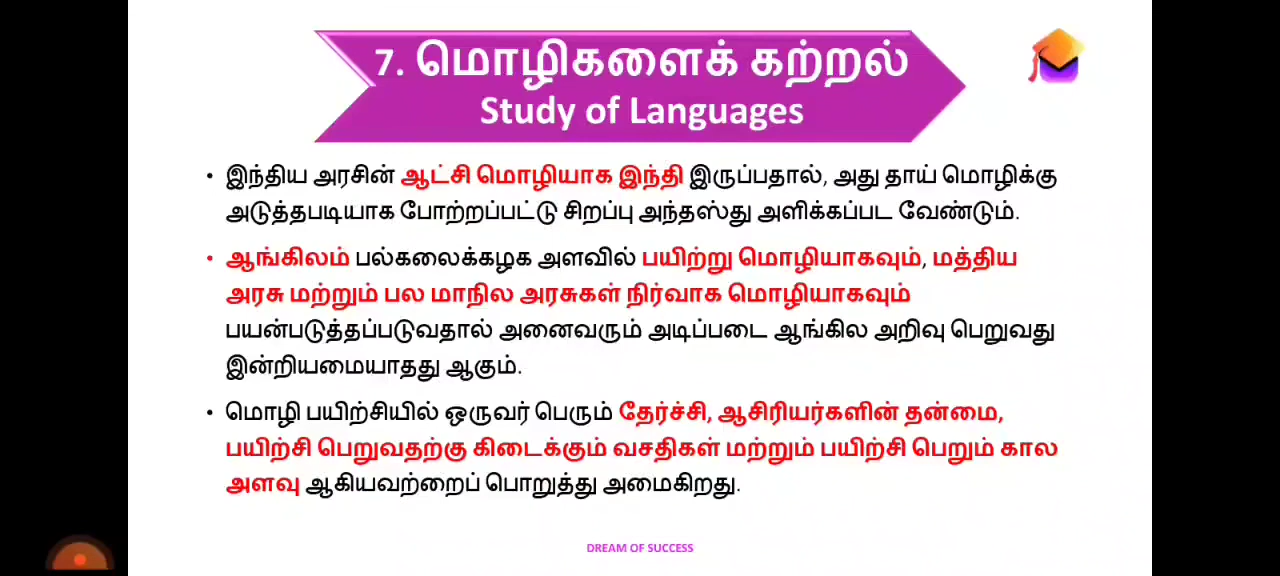 7. மொழிகளைக் கற்றல்
Study of Languages
• இந்திய அரசின் ஆட்சி மொழியாக இந்தி இருப்பதால், அது தாய் மொழிக்கு
அடுத்தபடியாக போற்றப்பட்டு சிறப்பு அந்தஸ்து அளிக்கப்பட வேண்டும்.
• ஆங்கிலம் பல்கலைக்கழக அளவில் பயிற்று மொழியாகவும், மத்திய
அரசு மற்றும் பல மாநில அரசுகள் நிர்வாக மொழியாகவும்
பயன்படுத்தப்படுவதால் அனைவரும் அடிப்படை ஆங்கில அறிவு பெறுவது
இன்றியமையாதது ஆகும்.
• மொழி பயிற்சியில் ஒருவர் பெரும் தேர்ச்சி, ஆசிரியர்களின் தன்மை,
பயிற்சி பெறுவதற்கு கிடைக்கும் வசதிகள் மற்றும் பயிற்சி பெறும் கால
அளவு ஆகியவற்றைப் பொறுத்து அமைகிறது.
DREAM OF SUCCESS